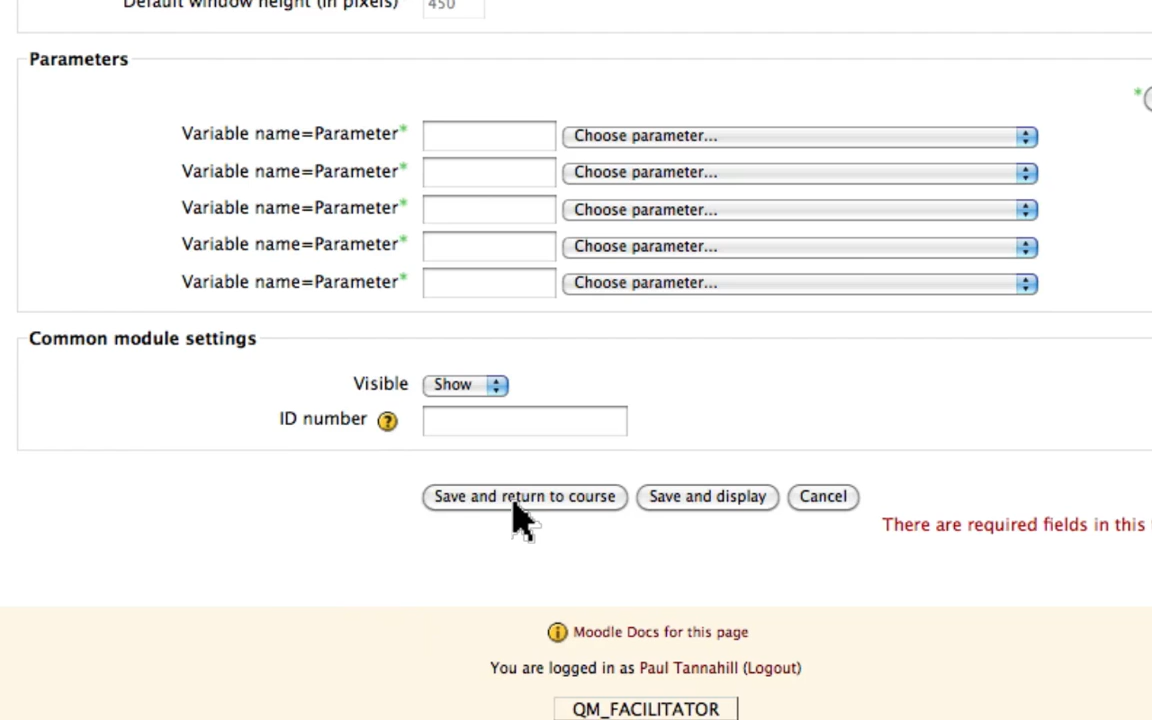 Default window height (in pixels)
450
Parameters
*
Variable name=Parameter* Choose parameter...
Variable name=Parameter* Choose parameter...
Variable name=Parameter* Choose parameter...
Variable name=Parameter* Choose parameter...
Variable name=Parameter* Choose parameter...
Common module settings
Visible Show
ID number ?
Save and return to course Save and display Cancel
There are required fields in this
i Moodle Docs for this page
You are logged in as Paul Tannahill (Logout)
QM_FACILITATOR